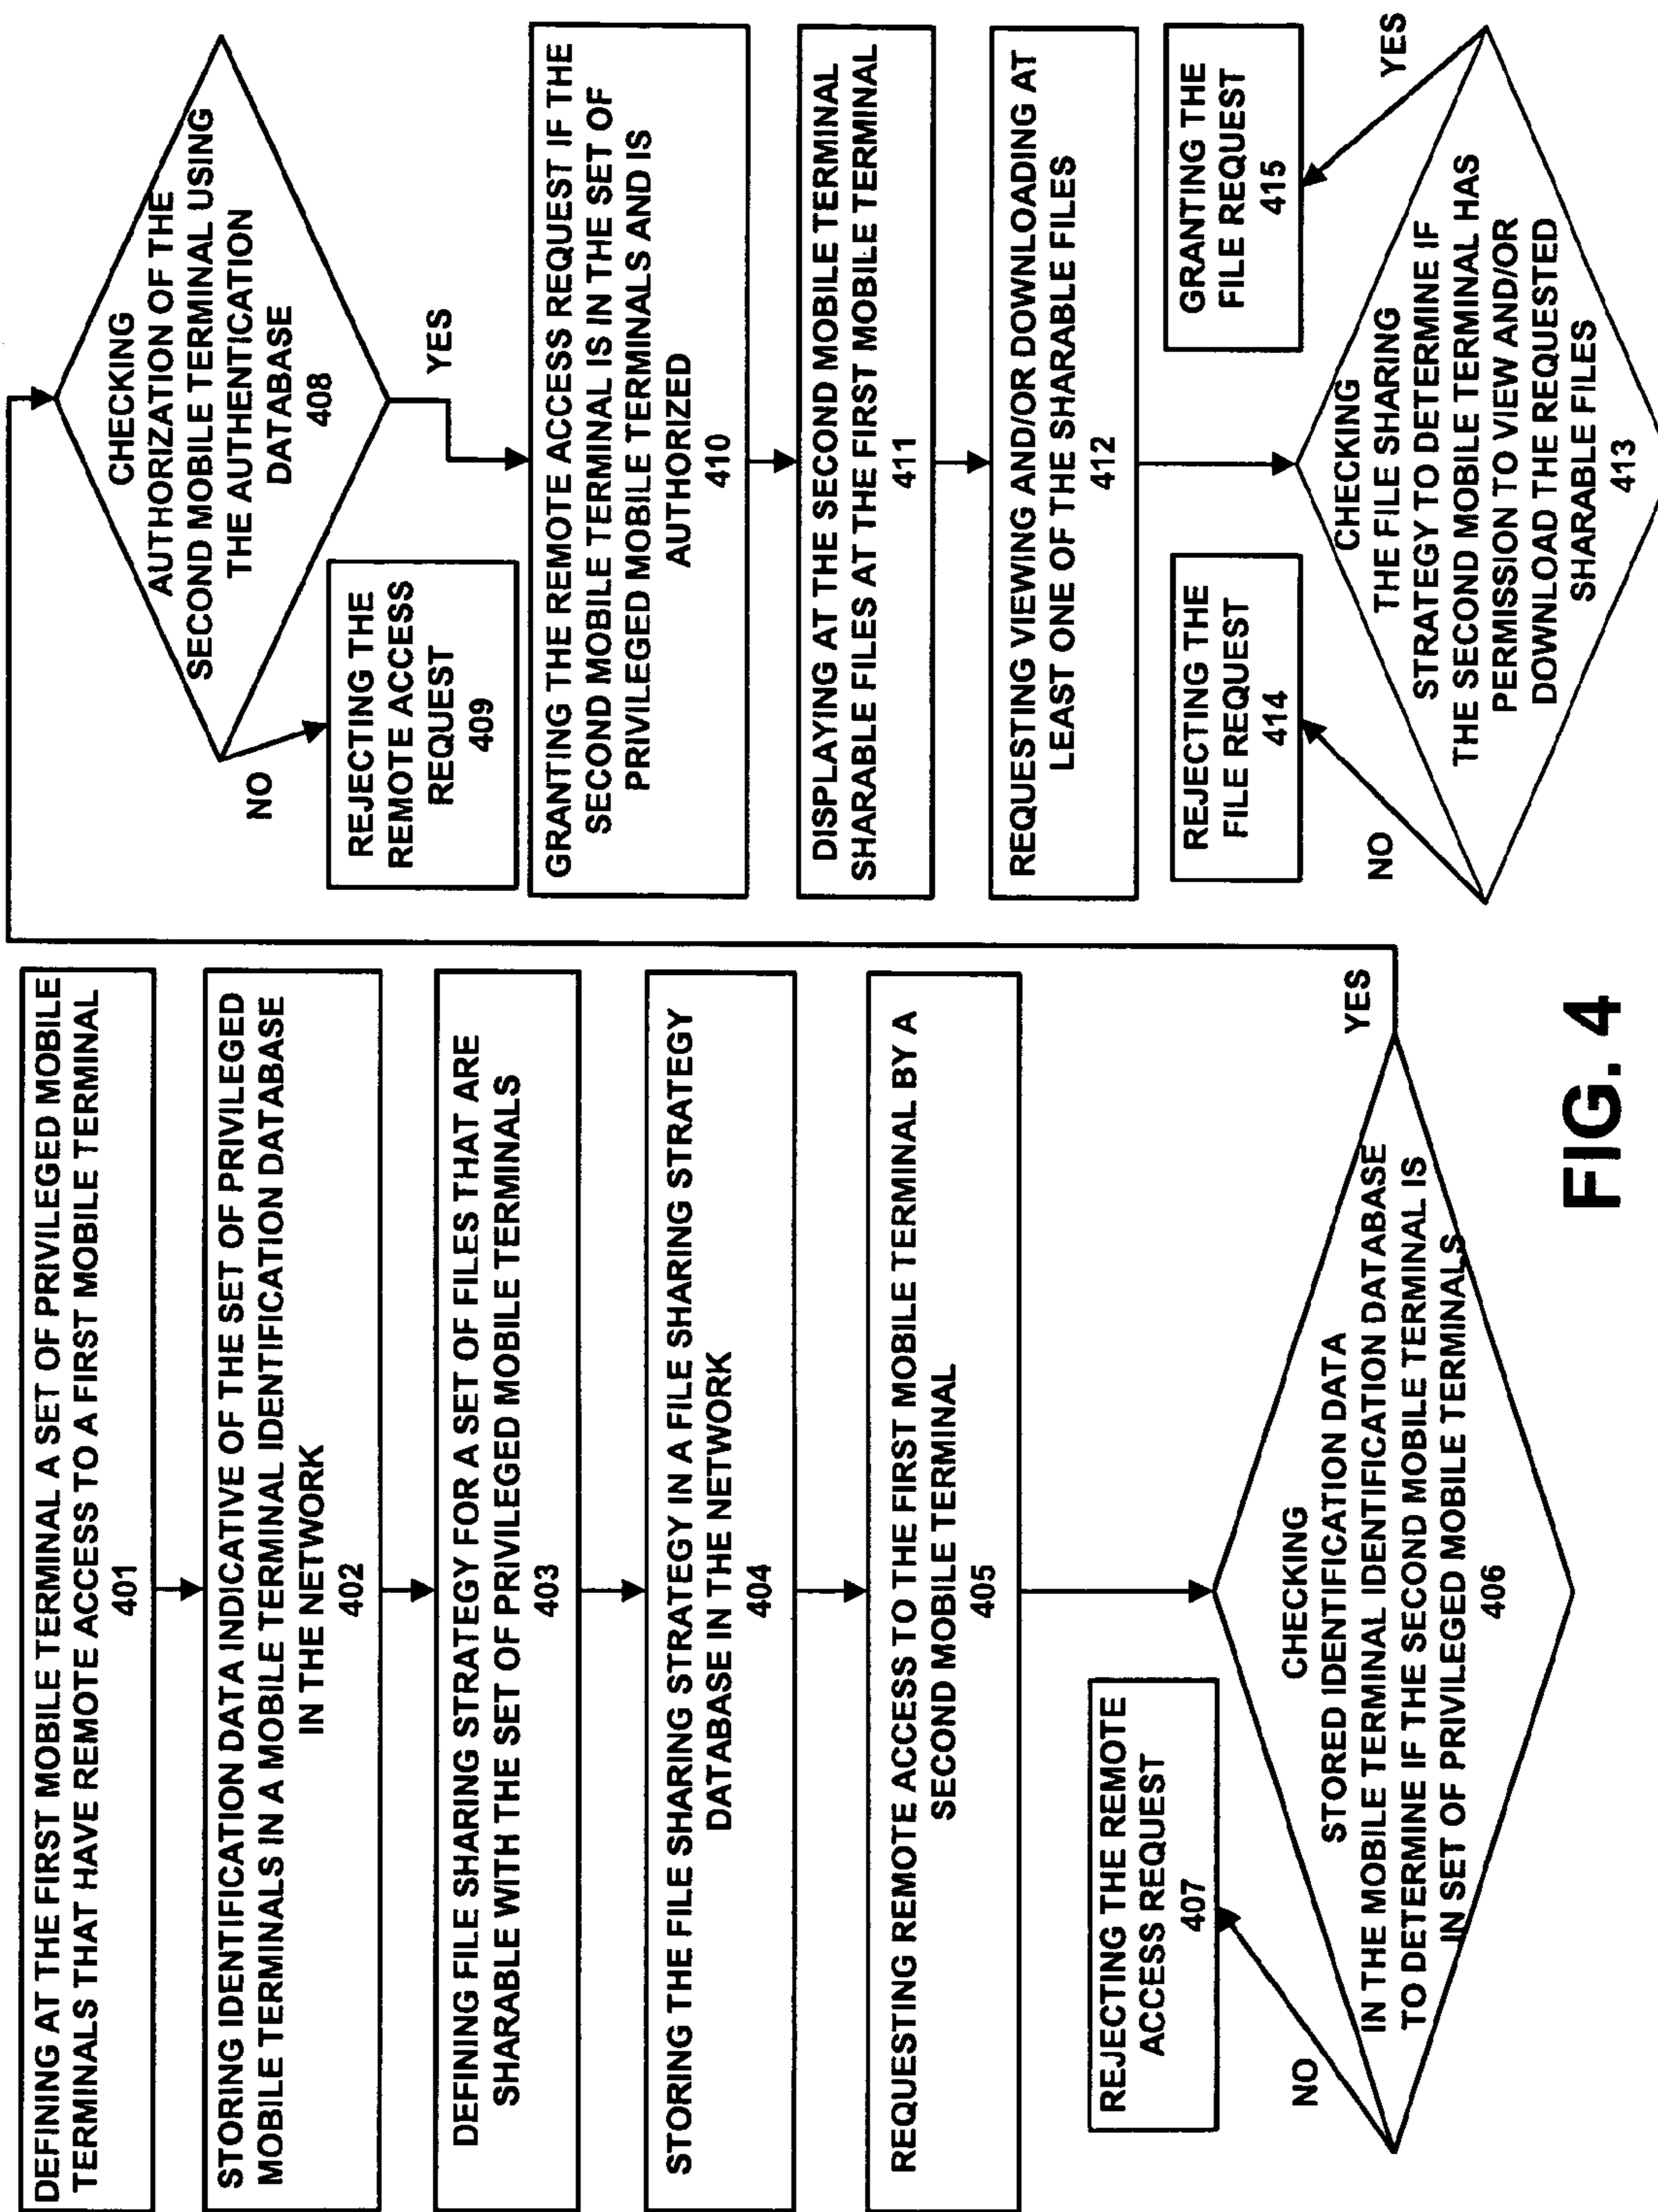 DEFINING AT THE FIRST MOBILE TERMINAL A SET OF PRIVILEGED MOBILE
TERMINALS THAT HAVE REMOTE ACCESS TO A FIRST MOBILE TERMINAL
401
STORING IDENTIFICATION DATA INDICATIVE OF THE SET OF PRIVILEGED
MOBILE TERMINALS IN A MOBILE TERMINAL IDENTIFICATION DATABASE
IN THE NETWORK
402
DEFINING FILE SHARING STRATEGY FOR A SET OF FILES THAT ARE
SHARABLE WITH THE SET OF PRIVILEGED MOBILE TERMINALS
403
STORING THE FILE SHARING STRATEGY IN A FILE SHARING STRATEGY
DATABASE IN THE NETWORK
404
REQUESTING REMOTE ACCESS TO THE FIRST MOBILE TERMINAL BY A
SECOND MOBILE TERMINAL
405
CHECKING
STORED IDENTIFICATION DATA
IN THE MOBILE TERMINAL IDENTIFICATION DATABASE
TO DETERMINE IF THE SECOND MOBILE TERMINAL IS
IN SET OF PRIVILEGED MOBILE TERMINALS
406
NO
REJECTING THE REMOTE
ACCESS REQUEST
407
YES
CHECKING
AUTHORIZATION OF THE
SECOND MOBILE TERMINAL USING
THE AUTHENTICATION
DATABASE
408
NO
REJECTING THE
REMOTE ACCESS
REQUEST
409
YES
GRANTING THE REMOTE ACCESS REQUEST IF THE
SECOND MOBILE TERMINAL IS IN THE SET OF
PRIVILEGED MOBILE TERMINALS AND IS
AUTHORIZED
410
DISPLAYING AT THE SECOND MOBILE TERMINAL
SHARABLE FILES AT THE FIRST MOBILE TERMINAL
411
REQUESTING VIEWING AND/OR DOWNLOADING AT
LEAST ONE OF THE SHARABLE FILES
412
CHECKING
THE FILE SHARING
STRATEGY TO DETERMINE IF
THE SECOND MOBILE TERMINAL HAS
PERMISSION TO VIEW AND/OR
DOWNLOAD THE REQUESTED
SHARABLE FILES
413
NO
REJECTING THE
FILE REQUEST
414
YES
GRANTING THE
FILE REQUEST
415
FIG. 4